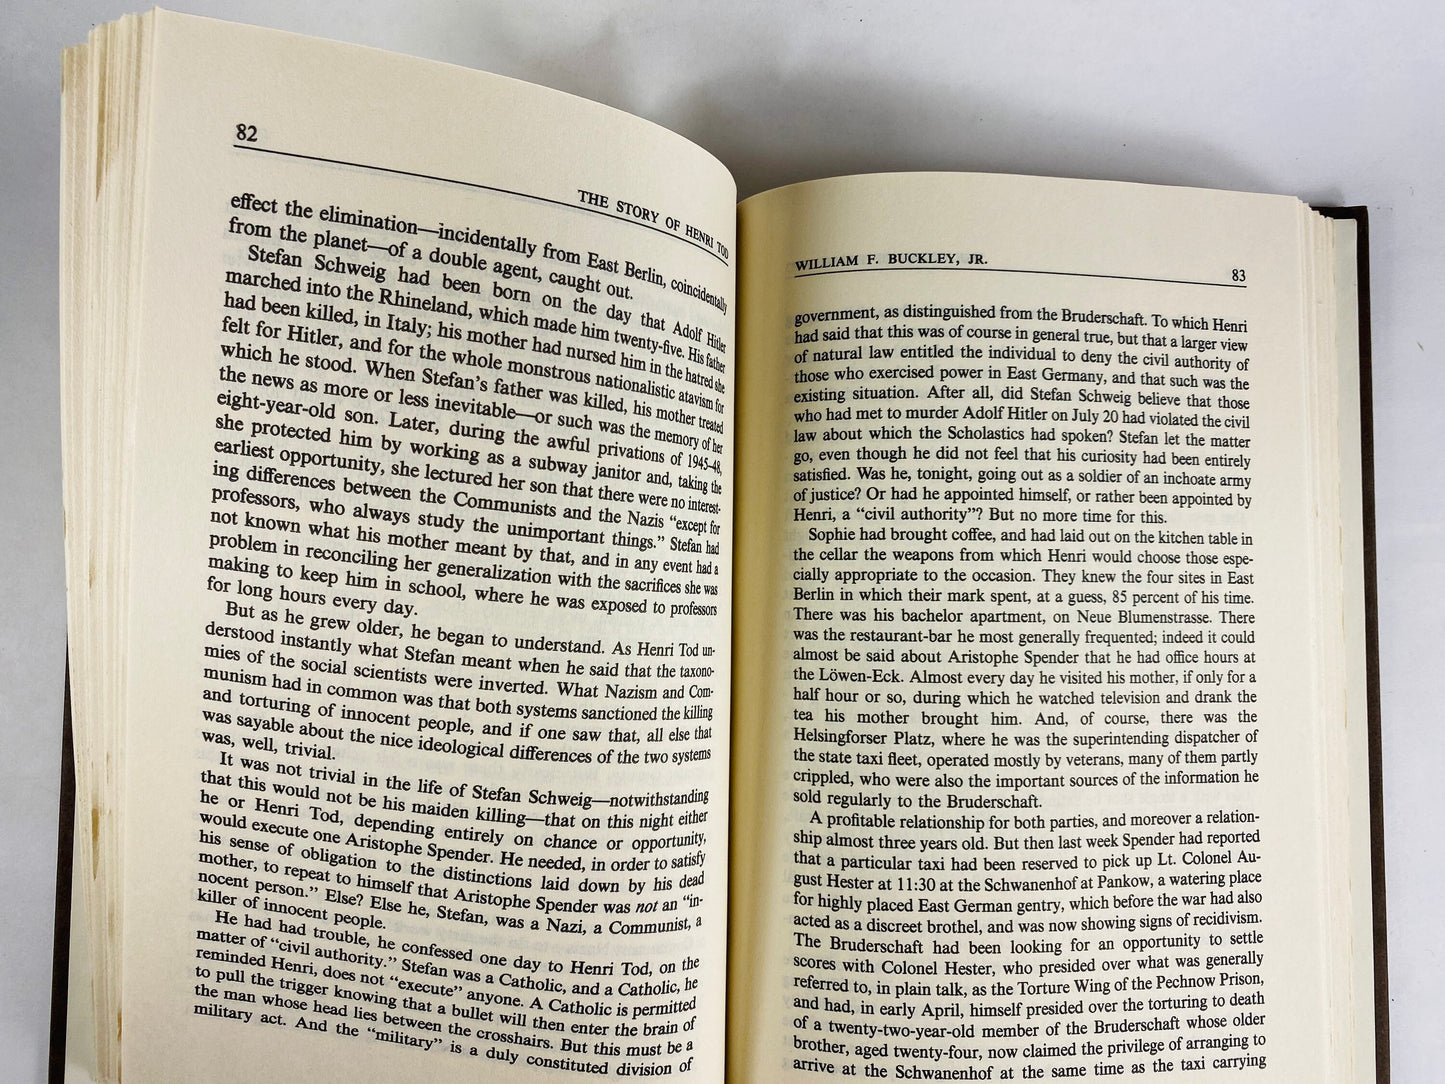 82
THE STORY OF HENRI TOD
effect the elimination—incidentally from East Berlin, coincidentally
from the planet—of a double agent, caught out.
Stefan Schweig had been born on the day that Adolf Hitler
marched into the Rhineland, which made him twenty-five. His father
had been killed, in Italy; his mother had nursed him in the hatred she
felt for Hitler, and for the whole monstrous nationalistic atavism for
which he stood. When Stefan's father was killed, his mother treated
the news as more or less inevitable—or such was the memory of her
eight-year-old son. Later, during the awful privations of 1945–48,
she protected him by working as a subway janitor and, taking the
earliest opportunity, she lectured her son that there were no interest-
ing differences between the Communists and the Nazis "except for
professors, who always study the unimportant things." Stefan had
not known what his mother meant by that, and in any event had a
problem in reconciling her generalization with the sacrifices she was
making to keep him in school, where he was exposed to professors
for long hours every day.
But as he grew older, he began to understand. As Henri Tod un-
derstood instantly what Stefan meant when he said that the taxono-
mies of the social scientists were inverted. What Nazism and Com-
munism had in common was that both systems sanctioned the killing
and torturing of innocent people, and if one saw that, all else that
was sayable about the nice ideological differences of the two systems
was, well, trivial.
It was not trivial in the life of Stefan Schweig—notwithstanding
that this would not be his maiden killing—that on this night either
he or Henri Tod, depending entirely on chance or opportunity,
would execute one Aristophe Spender. He needed, in order to satisfy
his sense of obligation to the distinctions laid down by his dead
mother, to repeat to himself that Aristophe Spender was not an "in-
nocent person." Else? Else he, Stefan, was a Nazi, a Communist, a
killer of innocent people.
He had had trouble, he confessed one day to Henri Tod, on the
matter of "civil authority." Stefan was a Catholic, and a Catholic, he
reminded Henri, does not "execute" anyone. A Catholic is permitted
to pull the trigger knowing that a bullet will then enter the brain of
the man whose head lies between the crosshairs. But this must be a
military act. And the "military" is a duly constituted division of
WILLIAM F. BUCKLEY, JR.
83
government, as distinguished from the Bruderschaft. To which Henri
had said that this was of course in general true, but that a larger view
of natural law entitled the individual to deny the civil authority of
those who exercised power in East Germany, and that such was the
existing situation. After all, did Stefan Schweig believe that those
who had met to murder Adolf Hitler on July 20 had violated the civil
law about which the Scholastics had spoken? Stefan let the matter
go, even though he did not feel that his curiosity had been entirely
satisfied. Was he, tonight, going out as a soldier of an inchoate army
of justice? Or had he appointed himself, or rather been appointed by
Henri, a "civil authority"? But no more time for this.
Sophie had brought coffee, and had laid out on the kitchen table in
the cellar the weapons from which Henri would choose those espe-
cially appropriate to the occasion. They knew the four sites in East
Berlin in which their mark spent, at a guess, 85 percent of his time.
There was his bachelor apartment, on Neue Blumenstrasse. There
was the restaurant-bar he most generally frequented; indeed it could
almost be said about Aristophe Spender that he had office hours at
the Löwen-Eck. Almost every day he visited his mother, if only for a
half hour or so, during which he watched television and drank the
tea his mother brought him. And, of course, there was the
Helsingforser Platz, where he was the superintending dispatcher of
the state taxi fleet, operated mostly by veterans, many of them partly
crippled, who were also the important sources of the information he
sold regularly to the Bruderschaft.
A profitable relationship for both parties, and moreover a relation-
ship almost three years old. But then last week Spender had reported
that a particular taxi had been reserved to pick up Lt. Colonel Au-
gust Hester at 11:30 at the Schwanenhof at Pankow, a watering place
for highly placed East German gentry, which before the war had also
acted as a discreet brothel, and was now showing signs of recidivism.
The Bruderschaft had been looking for an opportunity to settle
scores with Colonel Hester, who presided over what was generally
referred to, in plain talk, as the Torture Wing of the Pechnow Prison,
and had, in early April, himself presided over the torturing to death
of a twenty-two-year-old member of the Bruderschaft whose older
brother, aged twenty-four, now claimed the privilege of arranging to
arrive at the Schwanenhof at the same time as the taxi carrying